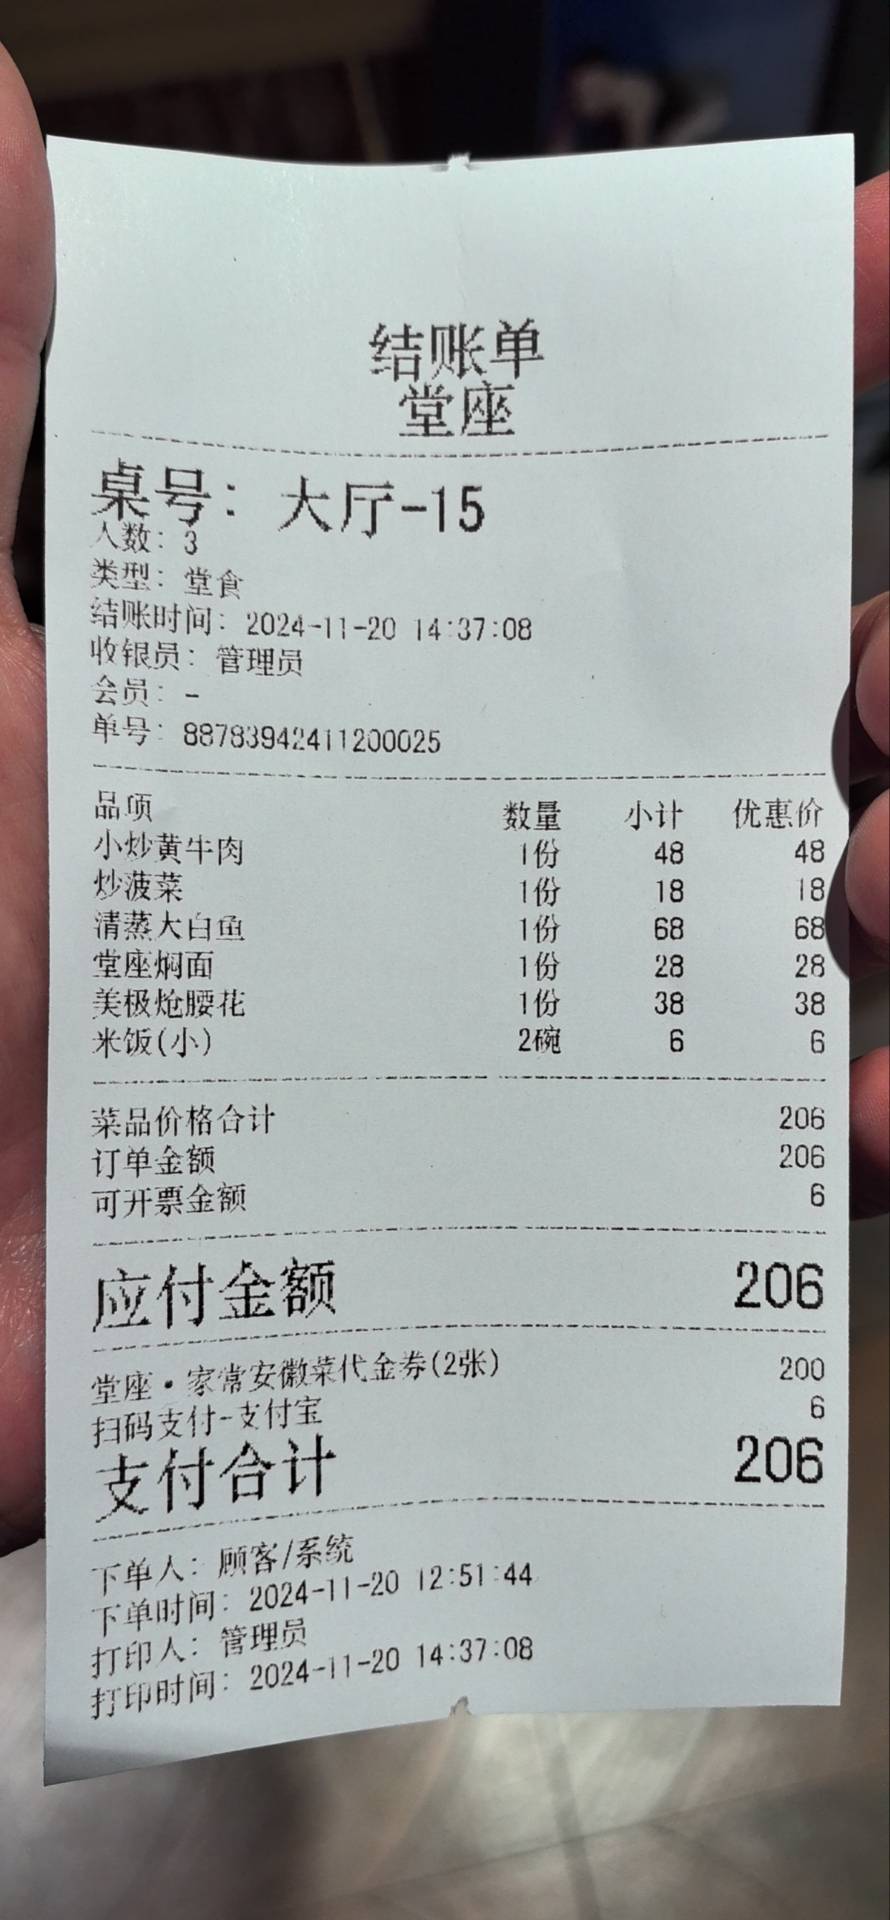 结账单
堂座
桌号: 大厅-15
人数: 3
类型: 堂食
结账时间: 2024-11-20 14:37:08
收银员: 管理员
会员: -
单号: 88783942411200025
品项 数量 小计 优惠价
小炒黄牛肉 1份 48 48
炒菠菜 1份 18 18
清蒸大白鱼 1份 68 68
堂座焖面 1份 28 28
美极炝腰花 1份 38 38
米饭(小) 2碗 6 6
菜品价格合计 206
订单金额 206
可开票金额 6
应付金额 206
堂座·家常安徽菜代金券(2张) 200
扫码支付-支付宝 6
支付合计 206
下单人: 顾客/系统
下单时间: 2024-11-20 12:51:44
打印人: 管理员
打印时间: 2024-11-20 14:37:08